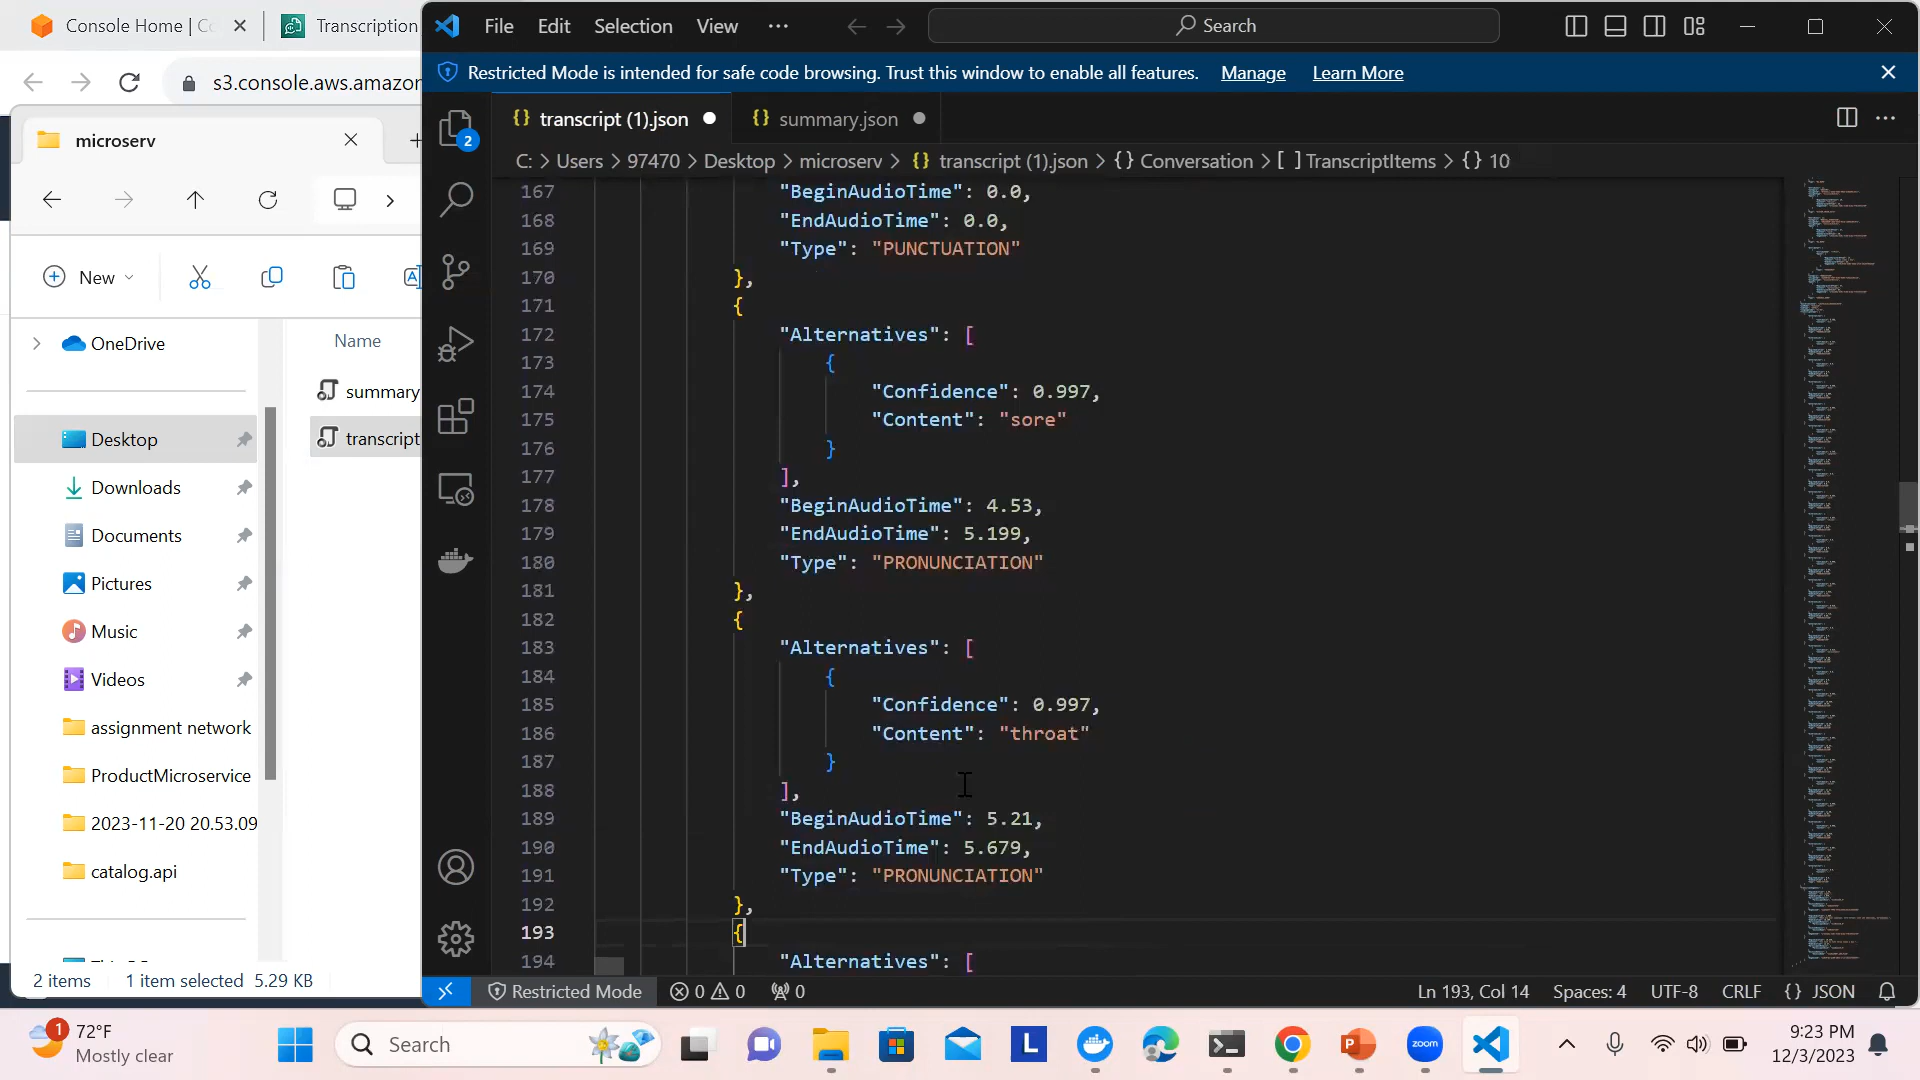 Console Home | Co
Transcription
s3.console.aws.amazon
microserv
New
OneDrive
Name
summary
Desktop
transcript
Downloads
Documents
Pictures
Music
Videos
assignment network
ProductMicroservice
2023-11-20 20.53.09
catalog.api
2 items 1 item selected 5.29 KB
File Edit Selection View ···
Search
Restricted Mode is intended for safe code browsing. Trust this window to enable all features. Manage Learn More
2
{} transcript (1).json
{} summary.json
C: > Users > 97470 > Desktop > microserv > {} transcript (1).json > {} Conversation > [ ] TranscriptItems > {} 10
167 "BeginAudioTime": 0.0,
168 "EndAudioTime": 0.0,
169 "Type": "PUNCTUATION"
170 },
171 {
172 "Alternatives": [
173 {
174 "Confidence": 0.997,
175 "Content": "sore"
176 }
177 ],
178 "BeginAudioTime": 4.53,
179 "EndAudioTime": 5.199,
180 "Type": "PRONUNCIATION"
181 },
182 {
183 "Alternatives": [
184 {
185 "Confidence": 0.997,
186 "Content": "throat"
187 }
188 ],
189 "BeginAudioTime": 5.21,
190 "EndAudioTime": 5.679,
191 "Type": "PRONUNCIATION"
192 },
193 {
194 "Alternatives": [
Restricted Mode 0 0 0 Ln 193, Col 14 Spaces: 4 UTF-8 CRLF {} JSON
1
72°F
Mostly clear
Search
L
P
zoom
9:23 PM
12/3/2023